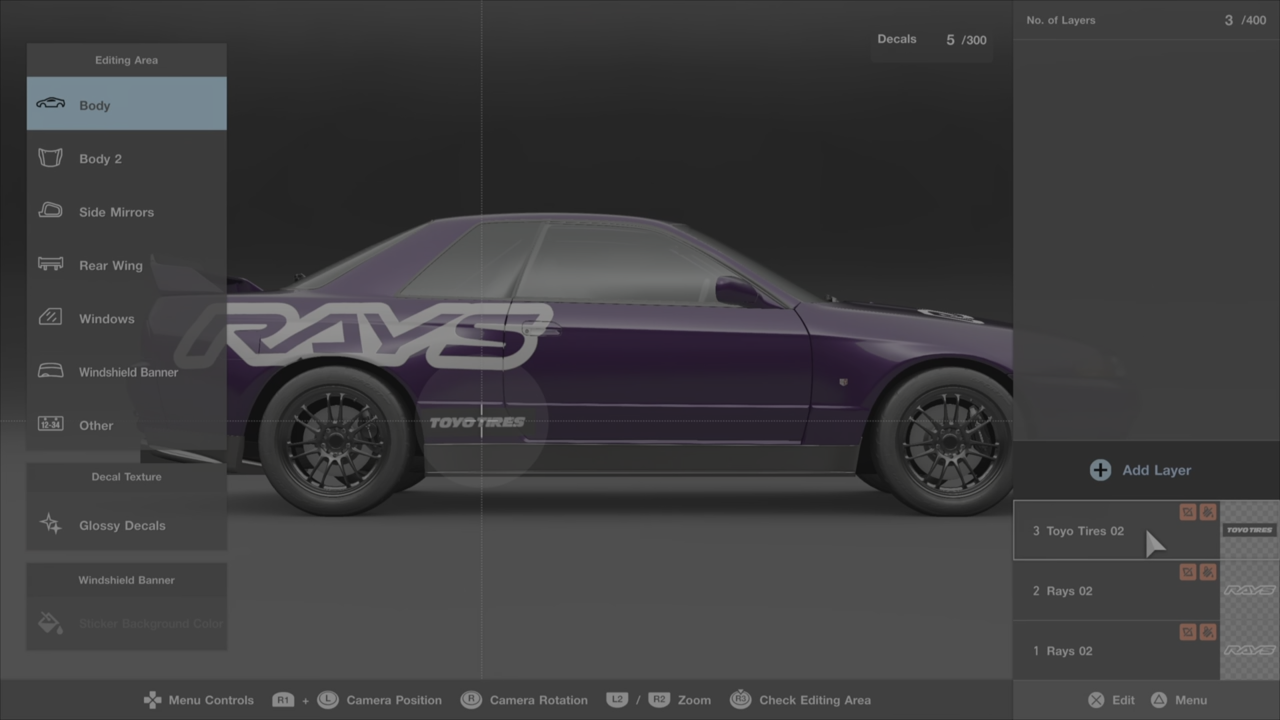 No. of Layers 3 /400
Decals 5 /300
Editing Area
Body
Body 2
Side Mirrors
Rear Wing
Windows
Windshield Banner
12-34 Other
Decal Texture
Glossy Decals
Windshield Banner
Sticker Background Color
RAYS
TOYO TIRES
Add Layer
3 Toyo Tires 02 TOYO TIRES
2 Rays 02 RAYS
1 Rays 02 RAYS
Menu Controls R1 + L Camera Position R Camera Rotation L2 / R2 Zoom R3 Check Editing Area Edit Menu